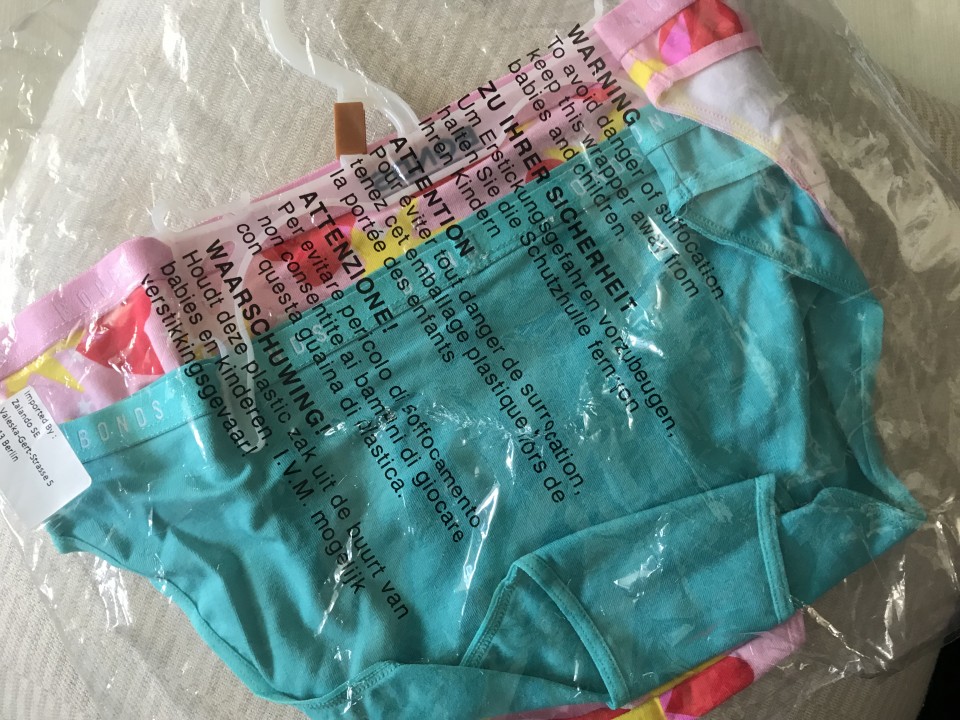 WARNING
To avoid danger of suffocation
keep this wrapper away from
babies and children.
ZU IHRER SICHERHEIT
Um Erstickungsgefahren vorzubeugen,
halten Sie die Schutzhülle fern von
Ihren Kindern
ATTENTION
Pour éviter tout danger de suffocation,
tenez cet emballage plastique hors de
la portée des enfants
ATTENZIONE!
Per evitare pericolo di soffocamento
non consentite ai bambini di giocare
con questa guaina di plastica.
WAARSCHUWING!
Houdt deze plastic zak uit de buurt van
babies en kinderen I.V.M. mogelijk
verstikkingsgevaar!
BONDS
BONDS
Imported By :
Zalando SE
Valeska-Gert-Strasse 5
Berlin